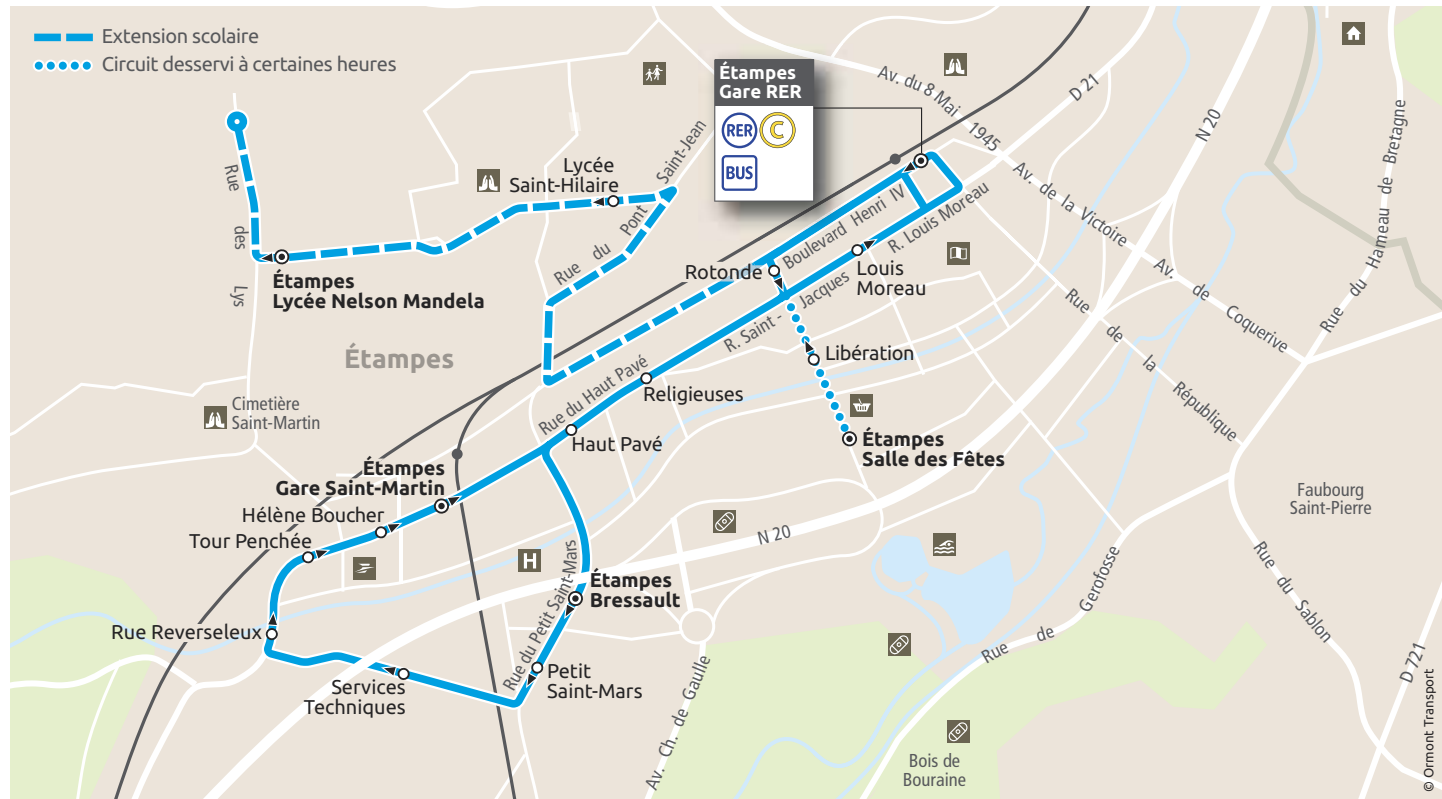 Extension scolaire
Circuit desservi à certaines heures
Étampes
Gare RER
RER
C
BUS
Av. du 8 Mai 1945
D 21
N 20
Rue du Hameau de Bretagne
Av. de la Victoire
Av. de Coquerive
Rue de la République
Rue des Lys
Lycée
Saint-Hilaire
Rue du Pont Saint-Jean
Étampes
Lycée Nelson Mandela
Boulevard Henri IV
R. Louis Moreau
Rotonde
Louis
Moreau
R. Saint-Jacques
Étampes
Libération
Rue du Haut Pavé
Religieuses
Cimetière
Saint-Martin
Haut Pavé
Étampes
Salle des Fêtes
Étampes
Gare Saint-Martin
Hélène Boucher
Tour Penchée
H
N 20
Faubourg
Saint-Pierre
Étampes
Bressault
Rue du Petit Saint-Mars
Rue Reverseleux
Services
Techniques
Petit
Saint-Mars
Av. Ch. de Gaulle
Rue de Gerofosse
Rue du Sablon
D 721
Bois de
Bouraine
© Ormont Transport